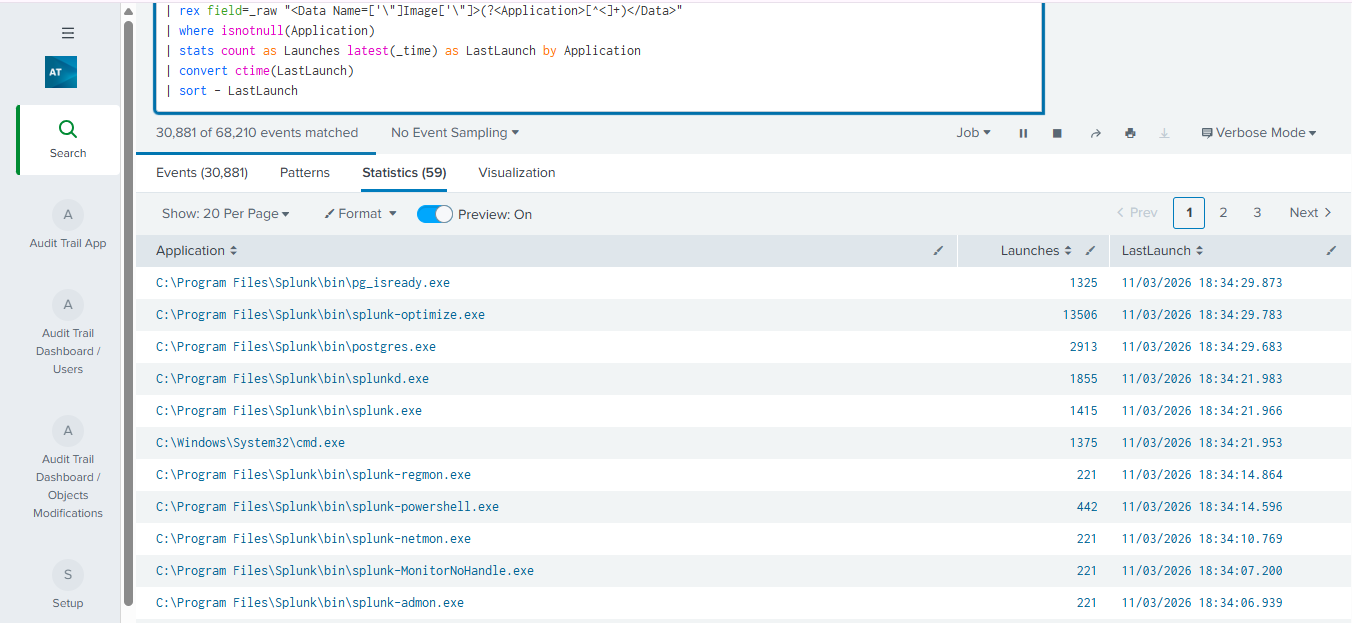 | rex field=_raw "<Data Name=['\"]Image['\"]>(?<Application>[^<]+)</Data>"
| where isnotnull(Application)
| stats count as Launches latest(_time) as LastLaunch by Application
| convert ctime(LastLaunch)
| sort - LastLaunch
AT
Search
A
Audit Trail App
A
Audit Trail
Dashboard /
Users
A
Audit Trail
Dashboard /
Objects
Modifications
S
Setup
30,881 of 68,210 events matched No Event Sampling Job Verbose Mode
Events (30,881) Patterns Statistics (59) Visualization
Show: 20 Per Page Format Preview: On < Prev 1 2 3 Next >
Application Launches LastLaunch
C:\Program Files\Splunk\bin\pg_isready.exe 1325 11/03/2026 18:34:29.873
C:\Program Files\Splunk\bin\splunk-optimize.exe 13506 11/03/2026 18:34:29.783
C:\Program Files\Splunk\bin\postgres.exe 2913 11/03/2026 18:34:29.683
C:\Program Files\Splunk\bin\splunkd.exe 1855 11/03/2026 18:34:21.983
C:\Program Files\Splunk\bin\splunk.exe 1415 11/03/2026 18:34:21.966
C:\Windows\System32\cmd.exe 1375 11/03/2026 18:34:21.953
C:\Program Files\Splunk\bin\splunk-regmon.exe 221 11/03/2026 18:34:14.864
C:\Program Files\Splunk\bin\splunk-powershell.exe 442 11/03/2026 18:34:14.596
C:\Program Files\Splunk\bin\splunk-netmon.exe 221 11/03/2026 18:34:10.769
C:\Program Files\Splunk\bin\splunk-MonitorNoHandle.exe 221 11/03/2026 18:34:07.200
C:\Program Files\Splunk\bin\splunk-admon.exe 221 11/03/2026 18:34:06.939